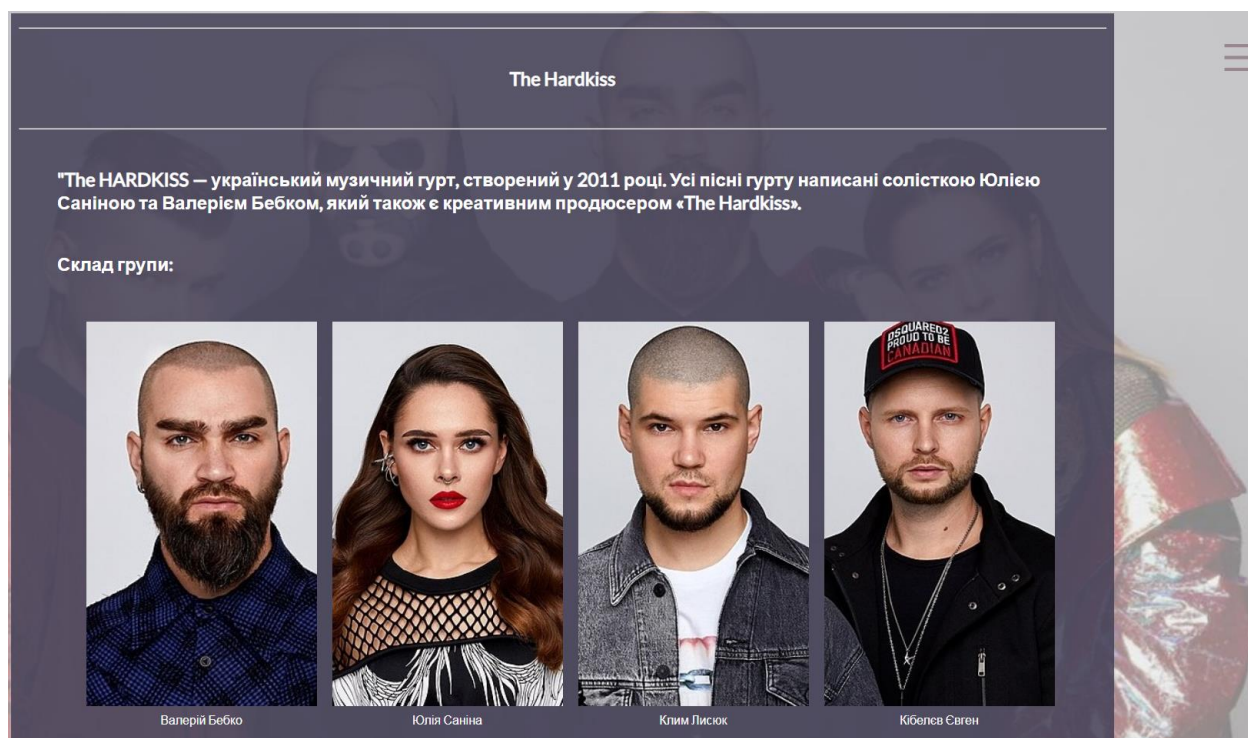 The Hardkiss
"The HARDKISS — український музичний гурт, створений у 2011 році. Усі пісні гурту написані солісткою Юлією
Саніною та Валерієм Бебком, який також є креативним продюсером «The Hardkiss».
Склад групи:
DSQUARED2
PROUD TO BE
CANADIAN
Валерій Бебко
Юлія Саніна
Клим Лисюк
Кібелєв Євген